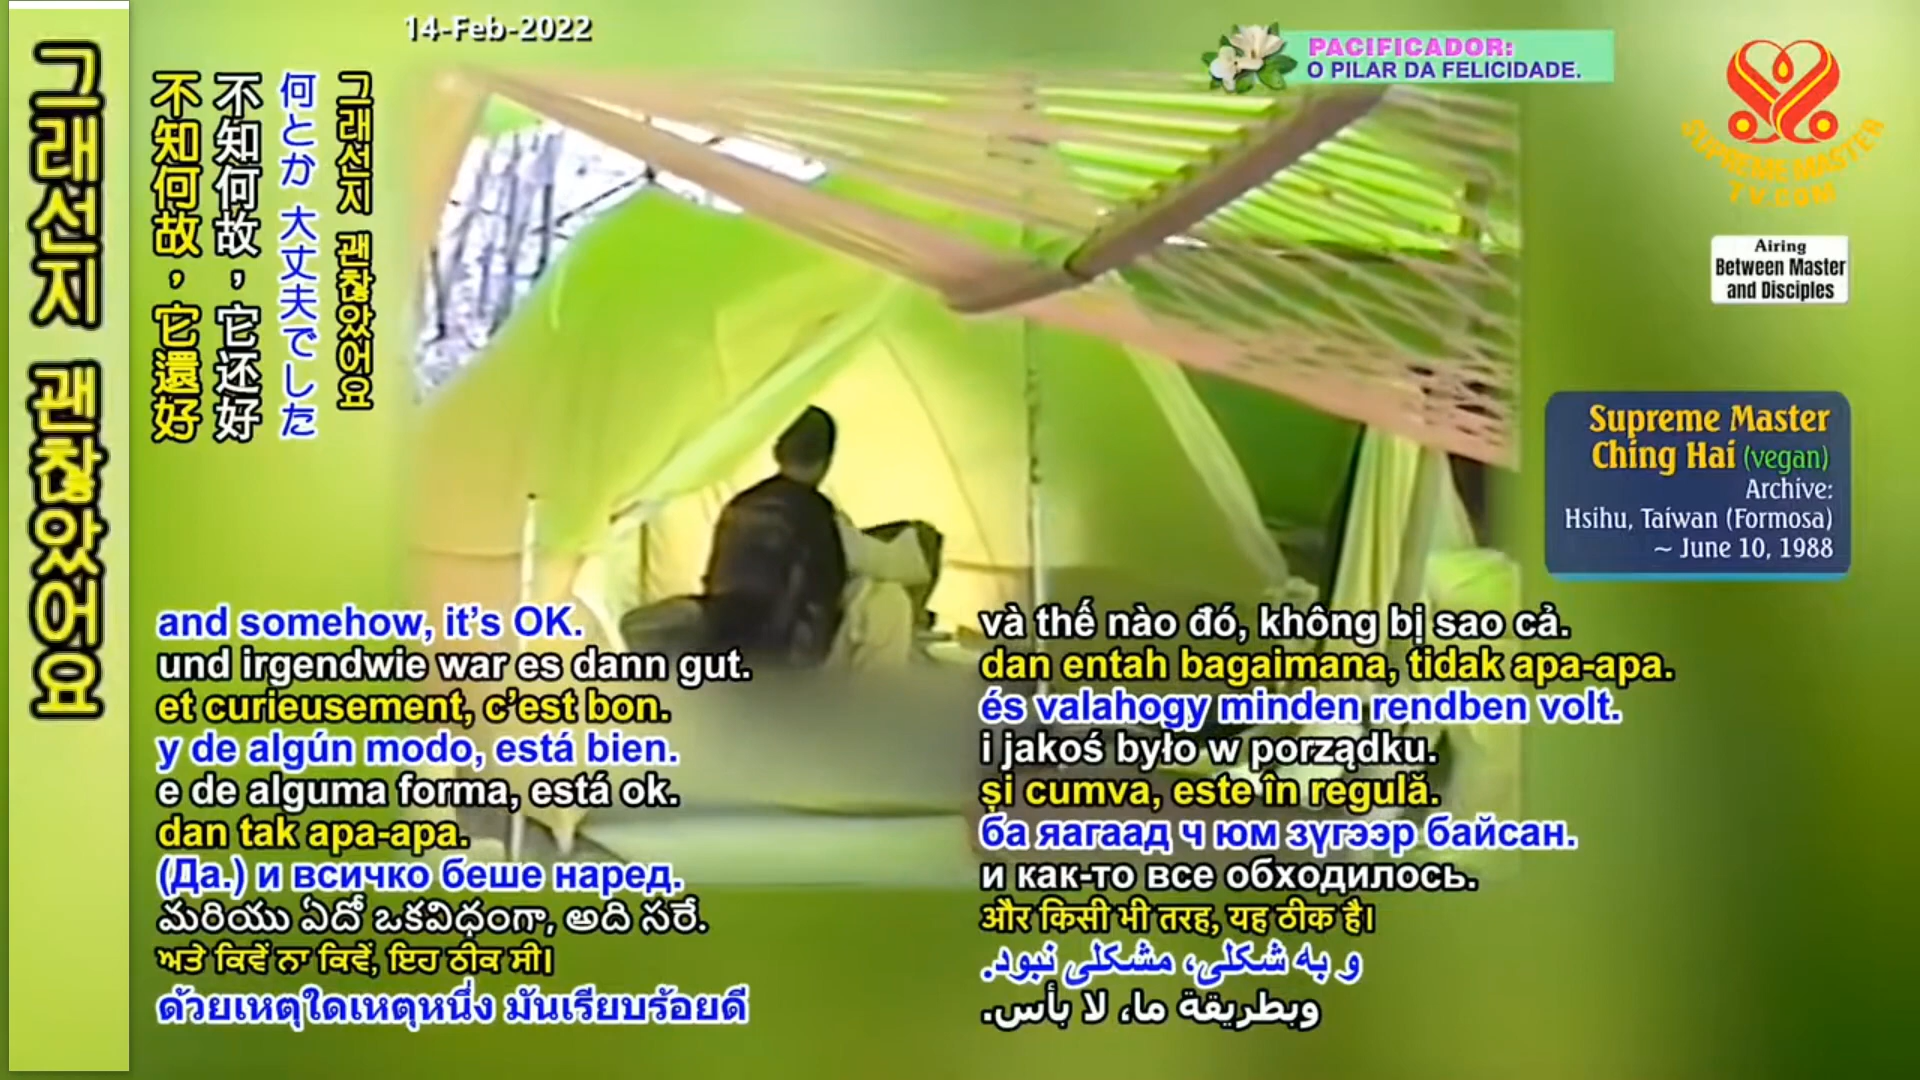 그래선지 괜찮았어요
14-Feb-2022
不知何故，它還好
不知何故，它还好
何とか 大丈夫でした
그래선지 괜찮았어요
PACIFICADOR:
O PILAR DA FELICIDADE.
SUPREME MASTER
TV.COM
Airing
Between Master
and Disciples
Supreme Master
Ching Hai (vegan)
Archive:
Hsihu, Taiwan (Formosa)
~ June 10, 1988
and somehow, it's OK.
und irgendwie war es dann gut.
et curieusement, c'est bon.
y de algún modo, está bien.
e de alguma forma, está ok.
dan tak apa-apa.
(Да.) и всичко беше наред.
మరియు ఏదో ఒకవిధంగా, అది సరే.
ਅਤੇ ਕਿਵੇਂ ਨਾ ਕਿਵੇਂ, ਇਹ ਠੀਕ ਸੀ।
ด้วยเหตุใดเหตุหนึ่ง มันเรียบร้อยดี
và thế nào đó, không bị sao cả.
dan entah bagaimana, tidak apa-apa.
és valahogy minden rendben volt.
i jakoś było w porządku.
și cumva, este în regulă.
ба яагаад ч юм зүгээр байсан.
и как-то все обходилось.
और किसी भी तरह, यह ठीक है।
و به شکلی، مشکلی نبود.
وبطريقة ما، لا بأس.